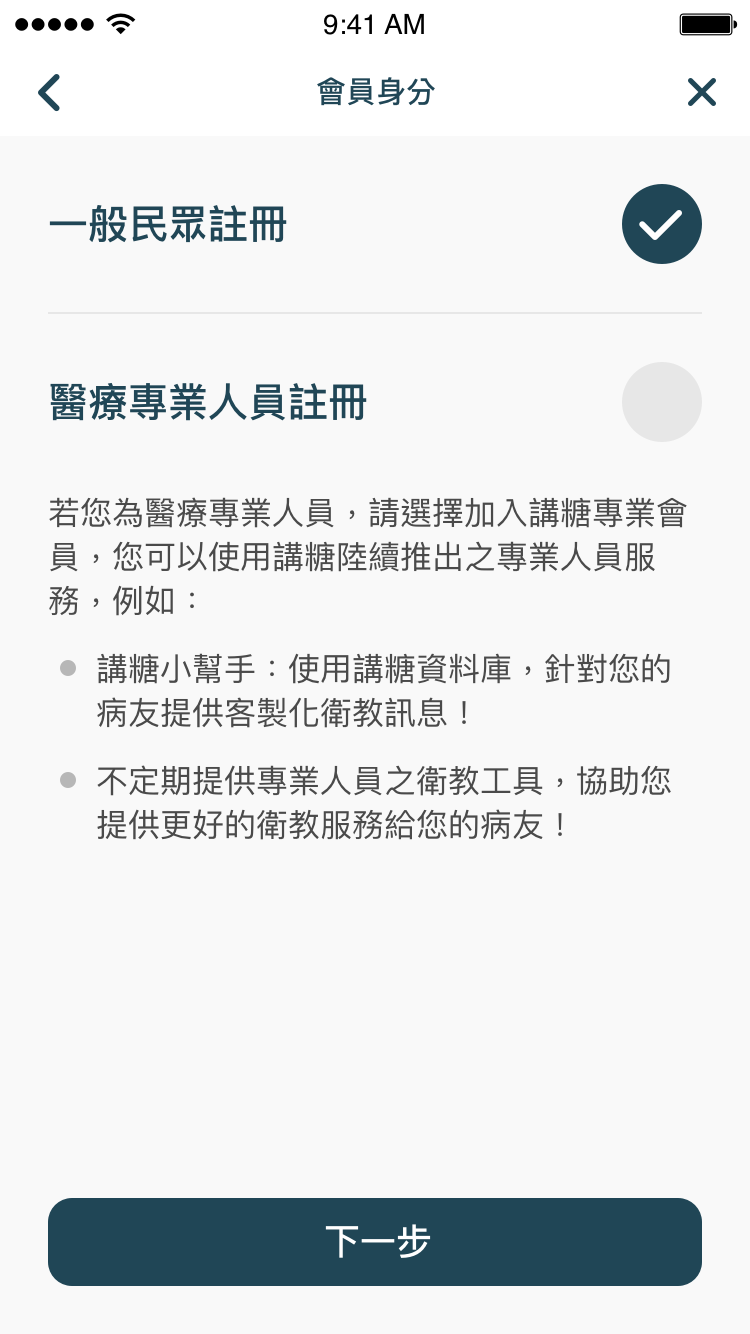 9:41 AM
會員身分
一般民眾註冊
醫療專業人員註冊
若您為醫療專業人員，請選擇加入講糖專業會
員，您可以使用講糖陸續推出之專業人員服
務，例如：
講糖小幫手：使用講糖資料庫，針對您的
病友提供客製化衛教訊息！
不定期提供專業人員之衛教工具，協助您
提供更好的衛教服務給您的病友！
下一步